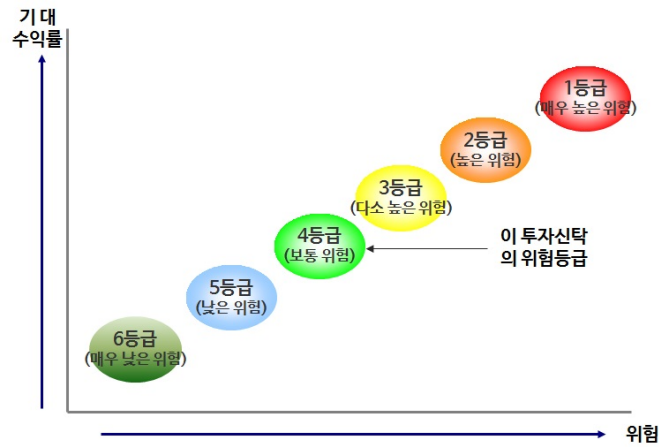 기 대
수익률
1등급
(매우 높은 위험)
2등급
(높은 위험)
3등급
(다소 높은 위험)
4등급
(보통 위험)
이 투자신탁
의 위험등급
5등급
(낮은 위험)
6등급
(매우 낮은 위험)
위험